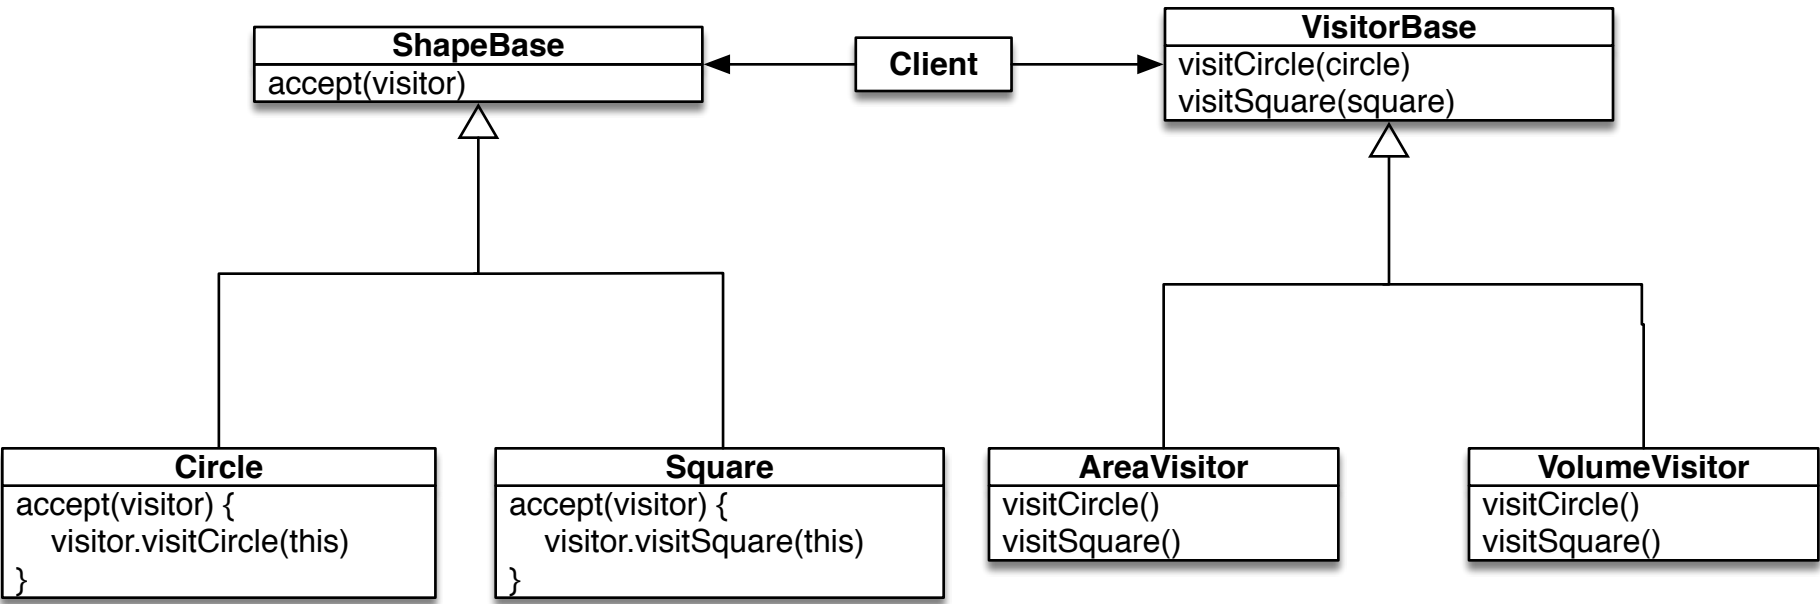 ShapeBase
accept(visitor)
Client
VisitorBase
visitCircle(circle)
visitSquare(square)
Circle
accept(visitor) {
visitor.visitCircle(this)
}
Square
accept(visitor) {
visitor.visitSquare(this)
}
AreaVisitor
visitCircle()
visitSquare()
VolumeVisitor
visitCircle()
visitSquare()